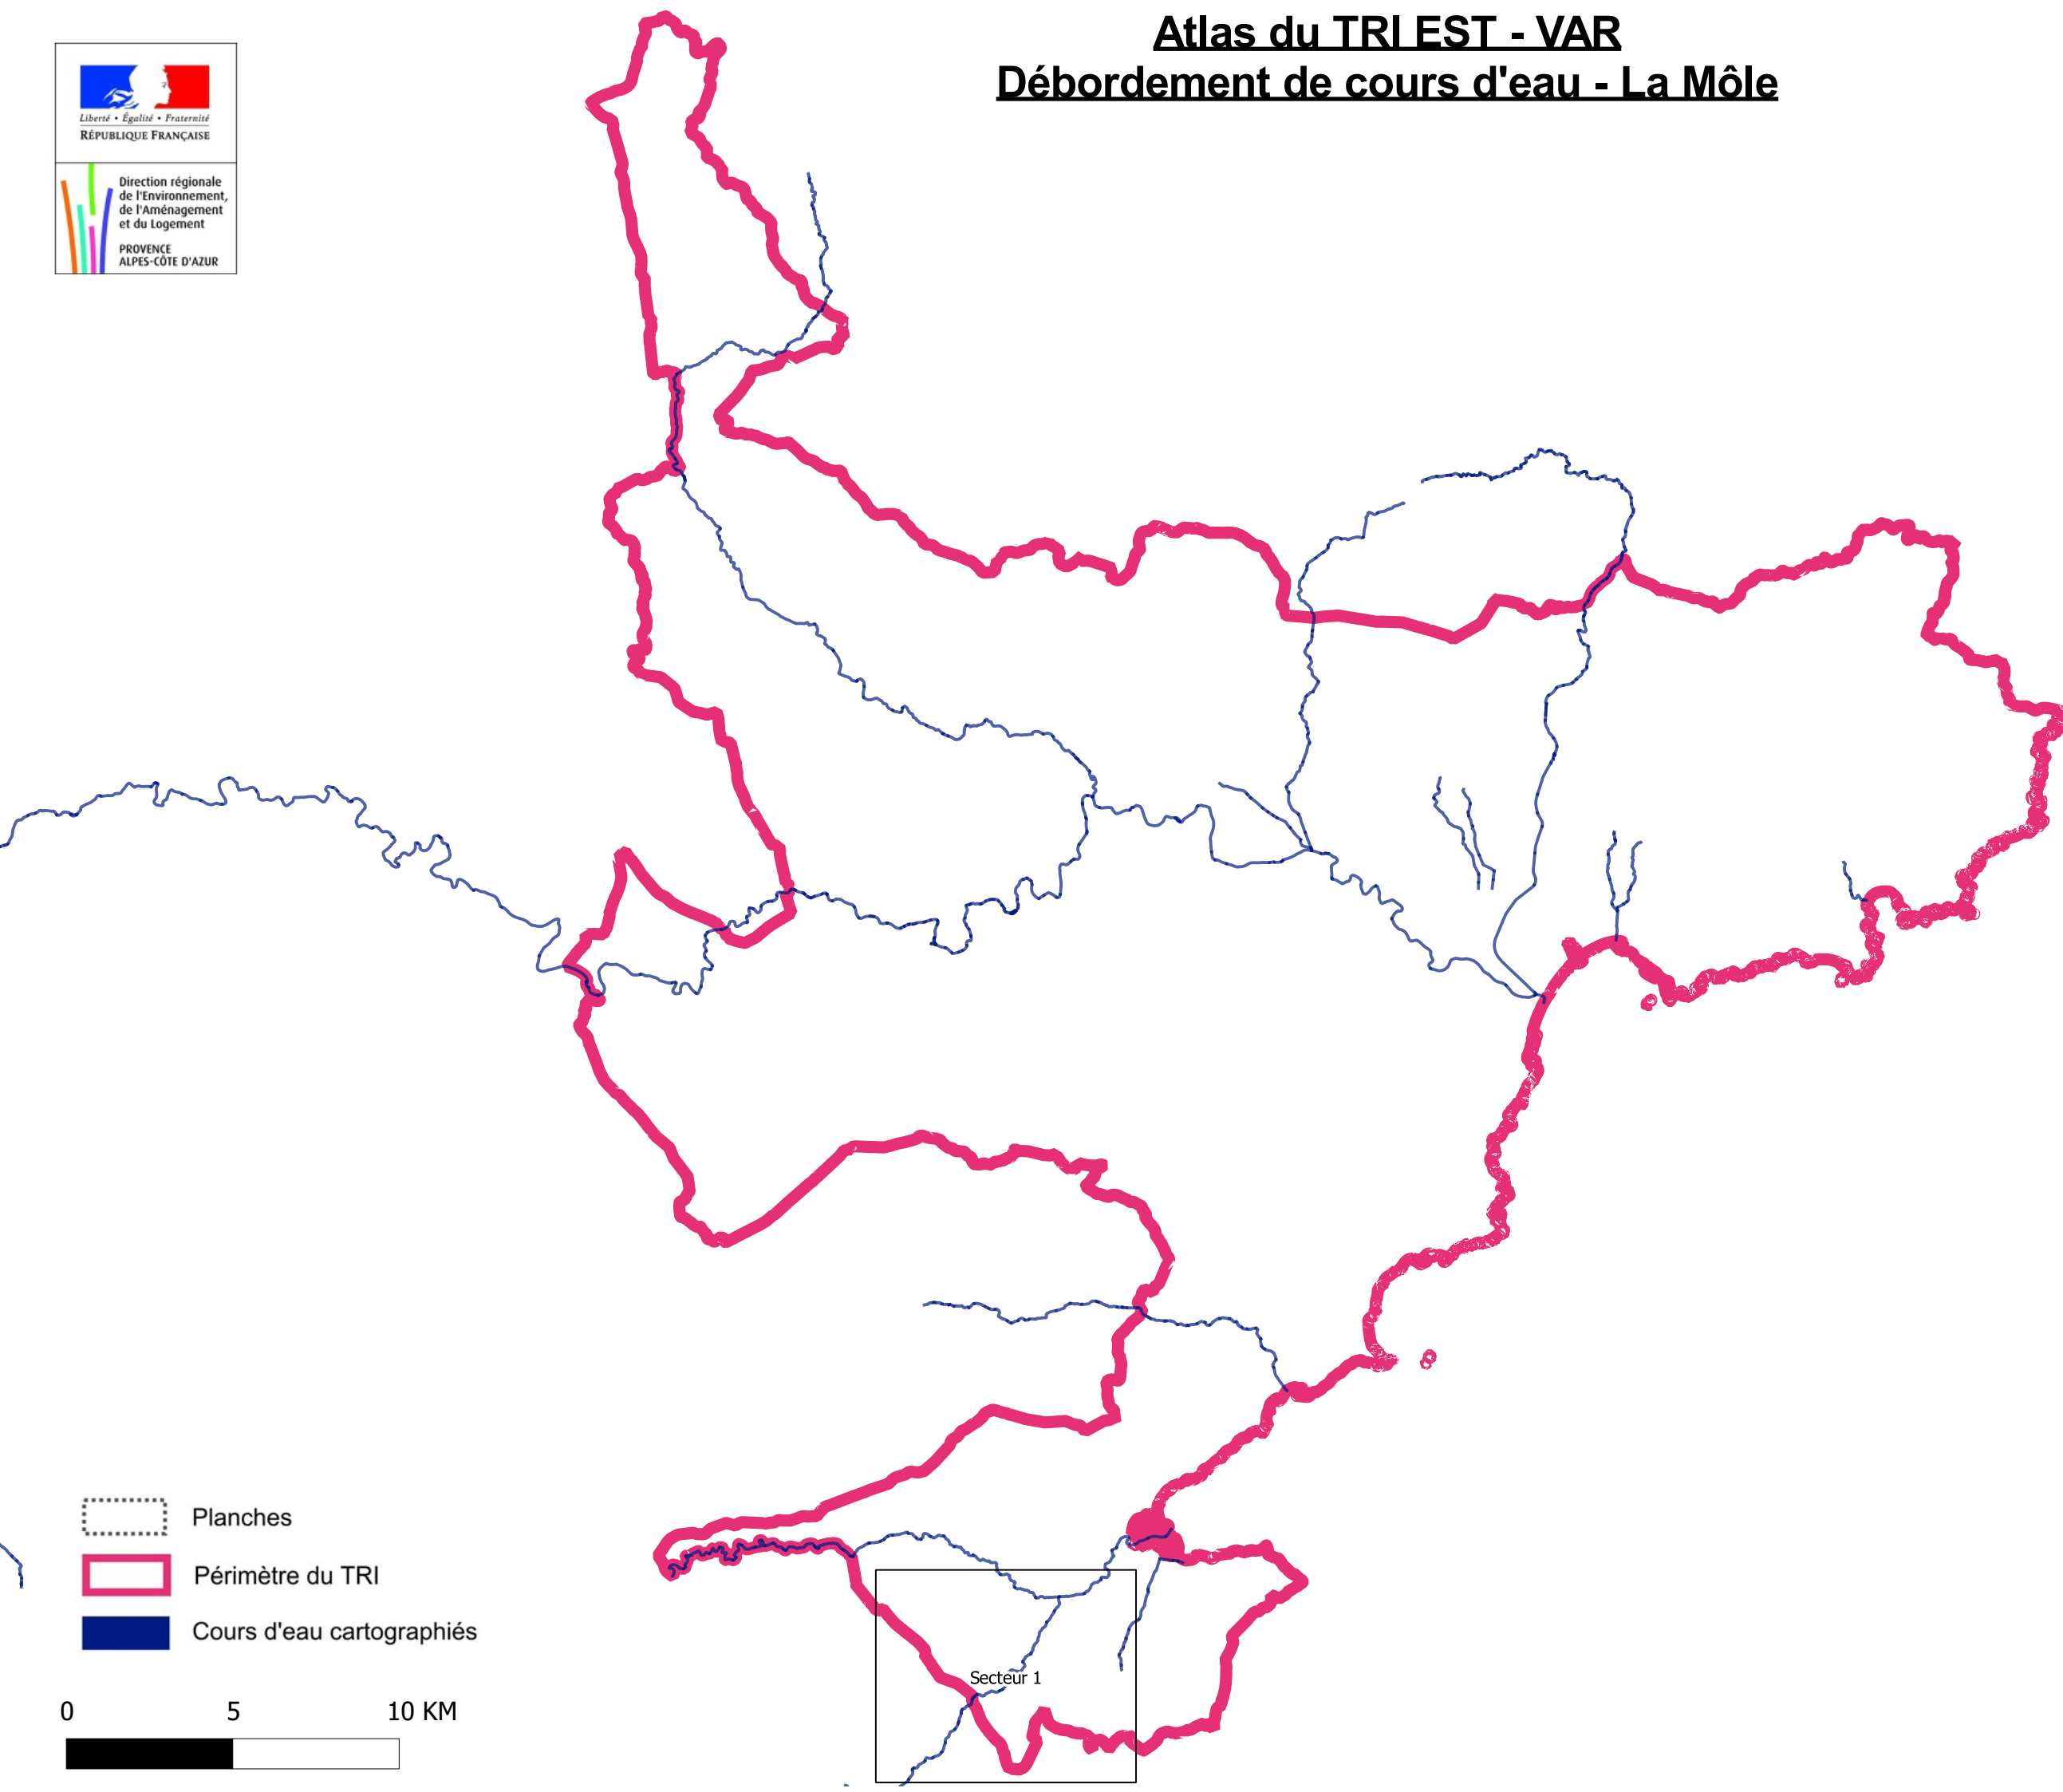 Atlas du TRI EST - VAR
Débordement de cours d'eau - La Môle
Liberté • Égalité • Fraternité
RÉPUBLIQUE FRANÇAISE
Direction régionale
de l'Environnement,
de l'Aménagement
et du Logement
PROVENCE
ALPES-CÔTE D'AZUR
Secteur 1
Planches
Périmètre du TRI
Cours d'eau cartographiés
0 5 10 KM